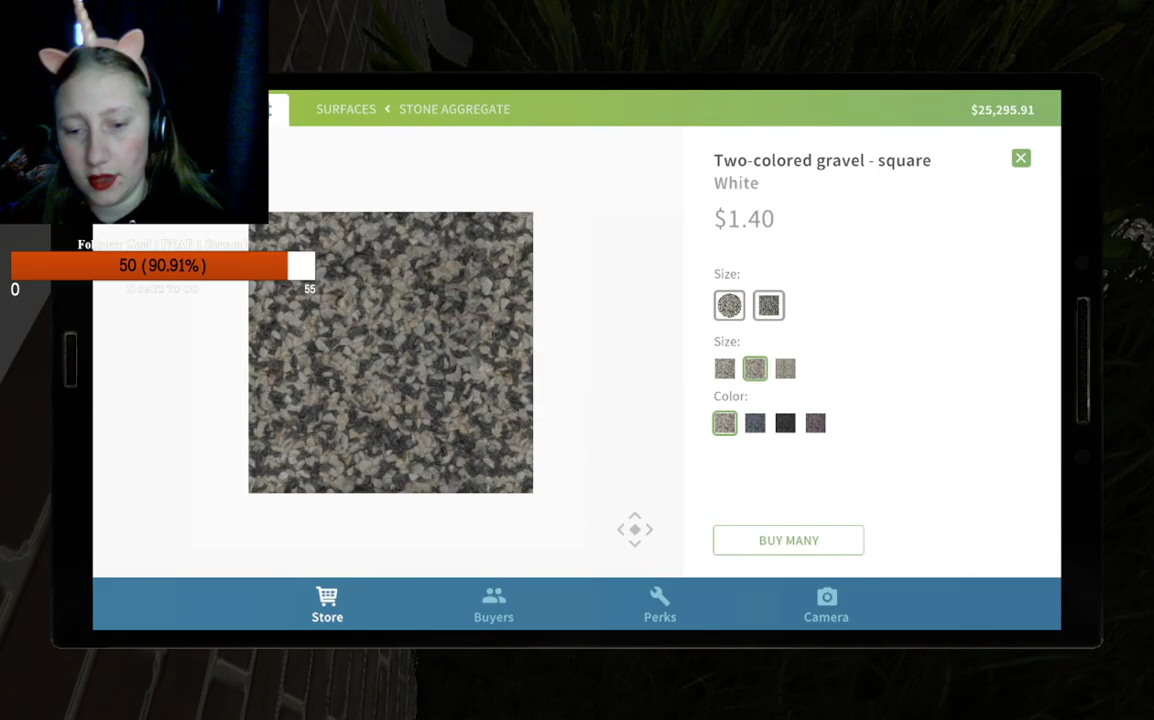 SURFACES < STONE AGGREGATE
$25,295.91
Two-colored gravel - square
White
$1.40
50 (90.91%)
0
55
Size:
Size:
Color:
BUY MANY
Store
Buyers
Perks
Camera